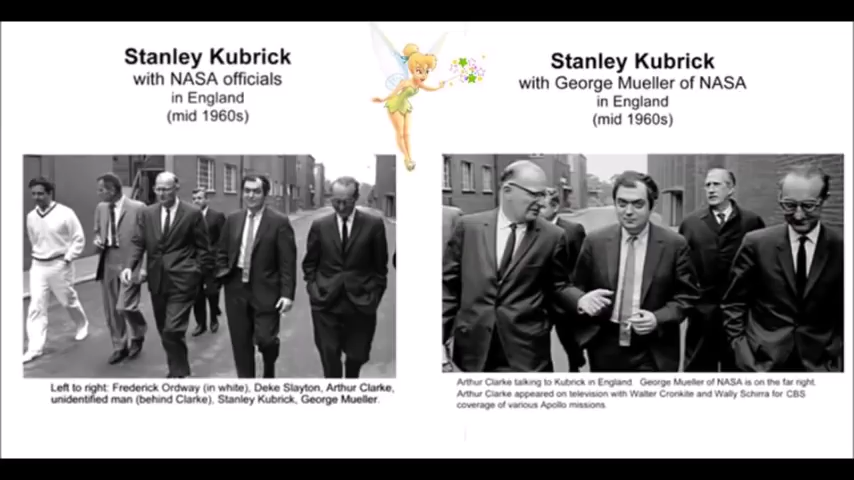 Stanley Kubrick
with NASA officials
in England
(mid 1960s)
Left to right: Frederick Ordway (in white), Deke Slayton, Arthur Clarke,
unidentified man (behind Clarke), Stanley Kubrick, George Mueller.
Stanley Kubrick
with George Mueller of NASA
in England
(mid 1960s)
Arthur Clarke talking to Kubrick in England. George Mueller of NASA is on the far right.
Arthur Clarke appeared on television with Walter Cronkite and Wally Schirra for CBS
coverage of various Apollo missions.